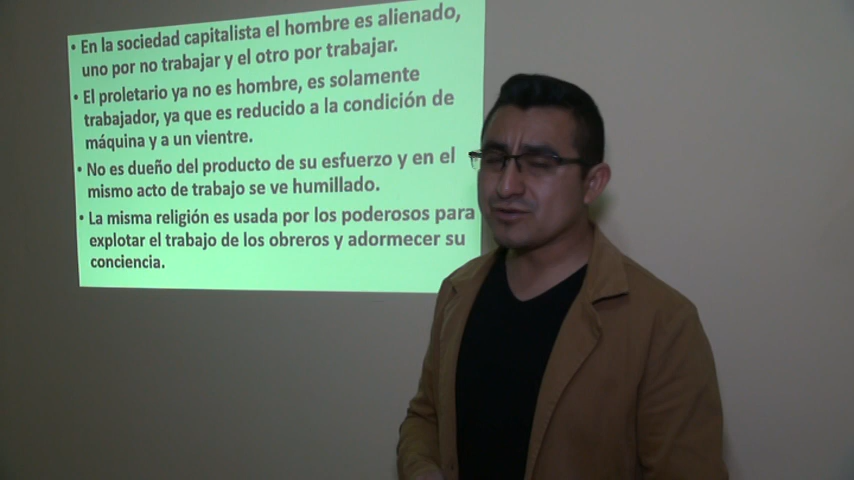 • En la sociedad capitalista el hombre es alienado,
uno por no trabajar y el otro por trabajar.
• El proletario ya no es hombre, es solamente
trabajador, ya que es reducido a la condición de
máquina y a un vientre.
• No es dueño del producto de su esfuerzo y en el
mismo acto de trabajo se ve humillado.
• La misma religión es usada por los poderosos para
explotar el trabajo de los obreros y adormecer su
conciencia.